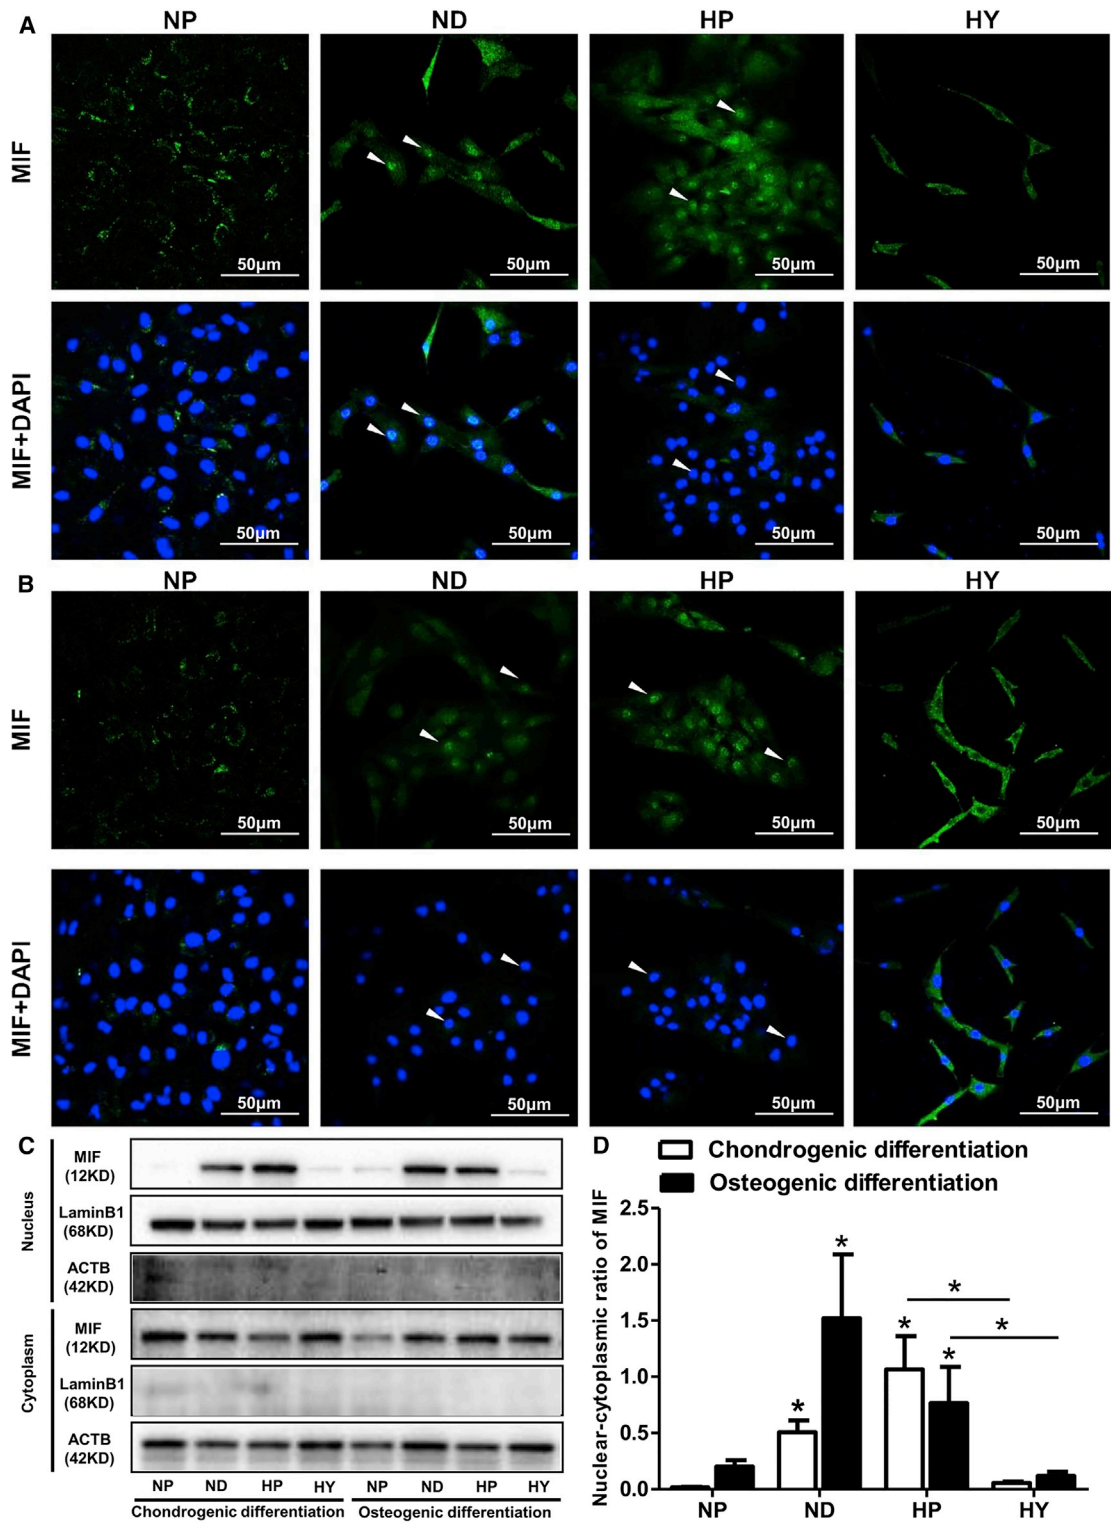 A
NP ND HP HY
MIF
50μm 50μm 50μm 50μm
MIF+DAPI
50μm 50μm 50μm 50μm
B
NP ND HP HY
MIF
50μm 50μm 50μm 50μm
MIF+DAPI
50μm 50μm 50μm 50μm
C
Nucleus
MIF
(12KD)
LaminB1
(68KD)
ACTB
(42KD)
Cytoplasm
MIF
(12KD)
LaminB1
(68KD)
ACTB
(42KD)
NP ND HP HY NP ND HP HY
Chondrogenic differentiation Osteogenic differentiation
D
Chondrogenic differentiation
Osteogenic differentiation
Nuclear-cytoplasmic ratio of MIF
2.5
2.0
1.5
1.0
0.5
0.0
* * * * * *
NP ND HP HY